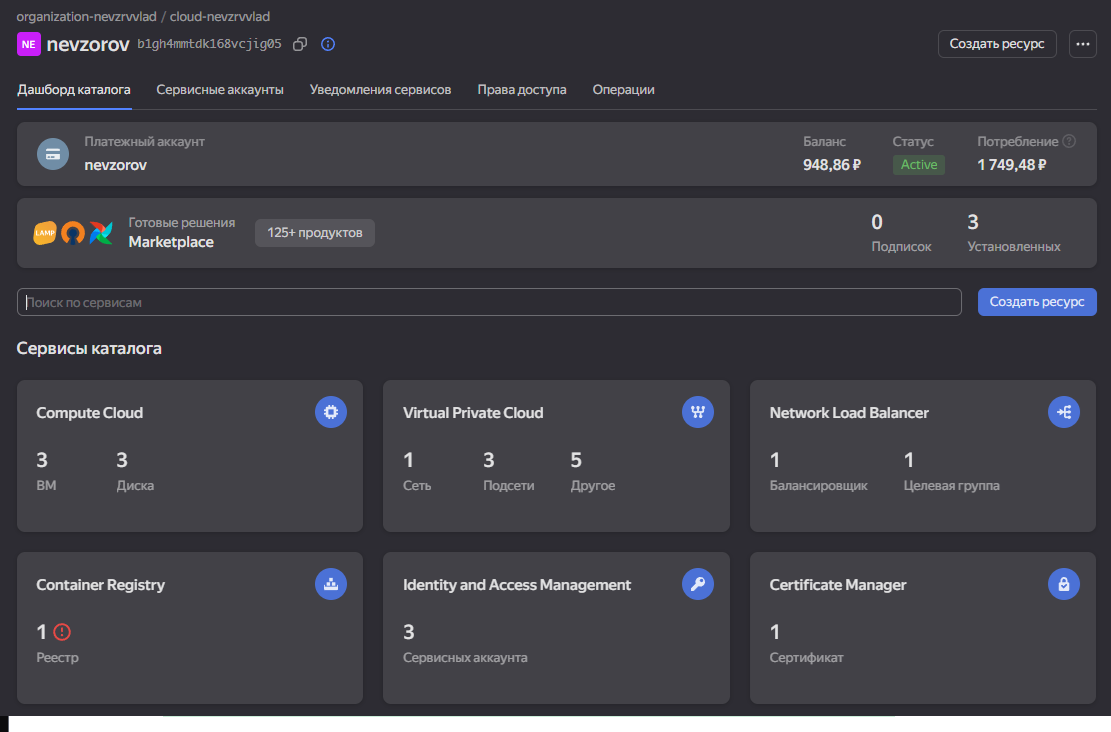 organization-nevzrvvlad / cloud-nevzrvvlad
NE nevzorov b1gh4mmtdk168vcjig05 Создать ресурс
Дашборд каталога Сервисные аккаунты Уведомления сервисов Права доступа Операции
Платежный аккаунт Баланс Статус Потребление
nevzorov 948,86 ₽ Active 1 749,48 ₽
LAMP Готовые решения 125+ продуктов 0 3
Marketplace Подписок Установленных
Поиск по сервисам Создать ресурс
Сервисы каталога
Compute Cloud Virtual Private Cloud Network Load Balancer
3 3 1 3 5 1 1
ВМ Диска Сеть Подсети Другое Балансировщик Целевая группа
Container Registry Identity and Access Management Certificate Manager
1 3 1
Реестр Сервисных аккаунта Сертификат